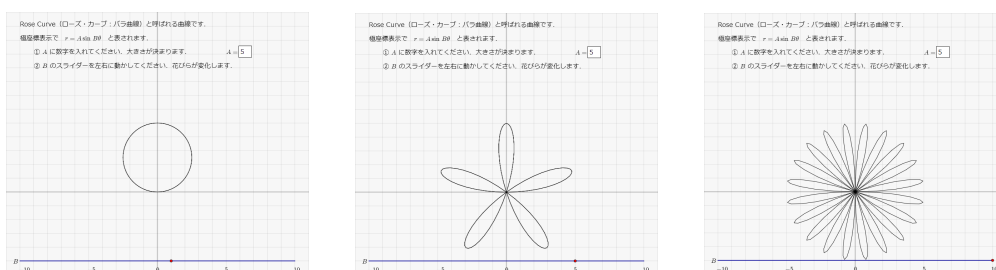 Rose Curve（ローズ・カーブ：バラ曲線）と呼ばれる曲線です．
極座標表示で r = A sin Bθ と表されます．
① A に数字を入れてください．大きさが決まります． A = 5
② B のスライダーを左右に動かしてください．花びらが変化します．
B
-10 -5 0 5 10
Rose Curve（ローズ・カーブ：バラ曲線）と呼ばれる曲線です．
極座標表示で r = A sin Bθ と表されます．
① A に数字を入れてください．大きさが決まります． A = 5
② B のスライダーを左右に動かしてください．花びらが変化します．
B
-10 -5 0 5 10
Rose Curve（ローズ・カーブ：バラ曲線）と呼ばれる曲線です．
極座標表示で r = A sin Bθ と表されます．
① A に数字を入れてください．大きさが決まります． A = 5
② B のスライダーを左右に動かしてください．花びらが変化します．
B
-10 -5 0 5